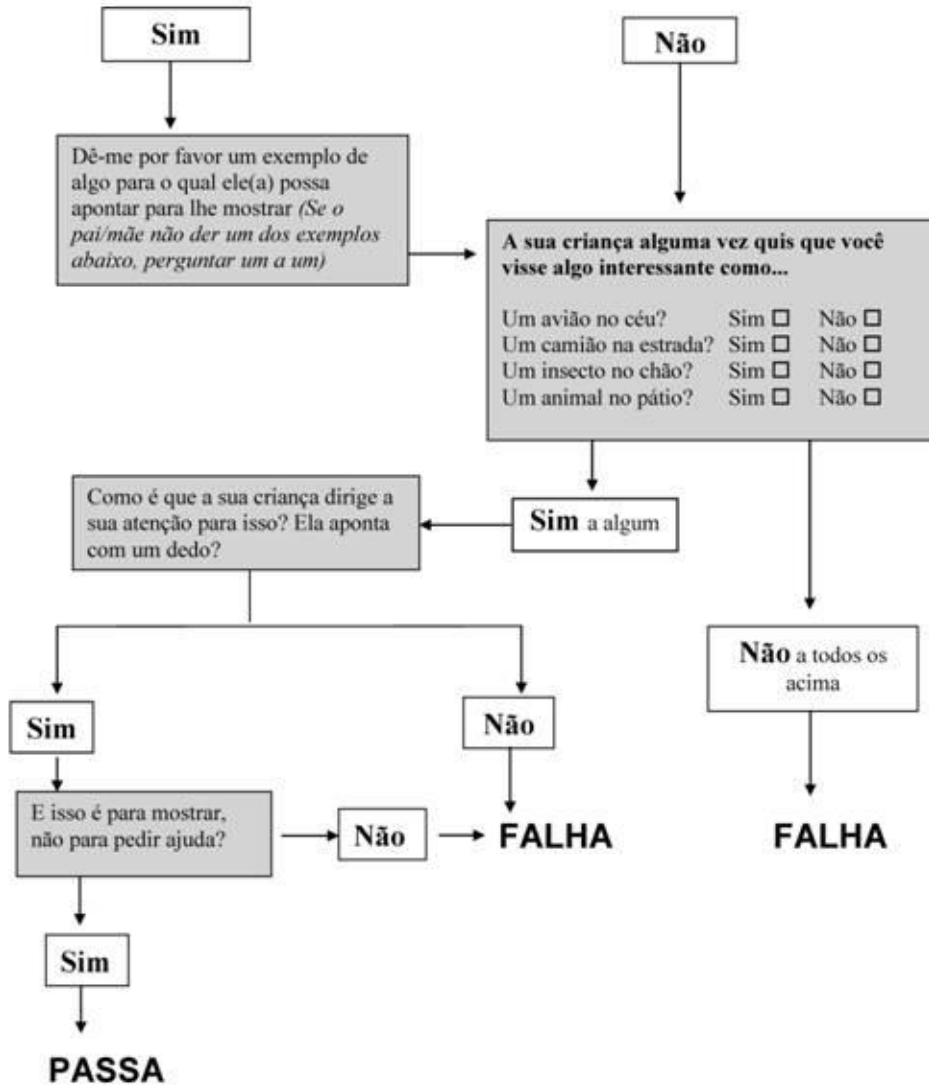 Sim
Não
Dê-me por favor um exemplo de
algo para o qual ele(a) possa
apontar para lhe mostrar (Se o
pai/mãe não der um dos exemplos
abaixo, perguntar um a um)
A sua criança alguma vez quis que você
visse algo interessante como...
Um avião no céu? Sim ☐ Não ☐
Um camião na estrada? Sim ☐ Não ☐
Um insecto no chão? Sim ☐ Não ☐
Um animal no pátio? Sim ☐ Não ☐
Como é que a sua criança dirige a
sua atenção para isso? Ela aponta
com um dedo?
Sim a algum
Não a todos os
acima
Sim
Não
E isso é para mostrar,
não para pedir ajuda?
Não
FALHA
FALHA
Sim
PASSA